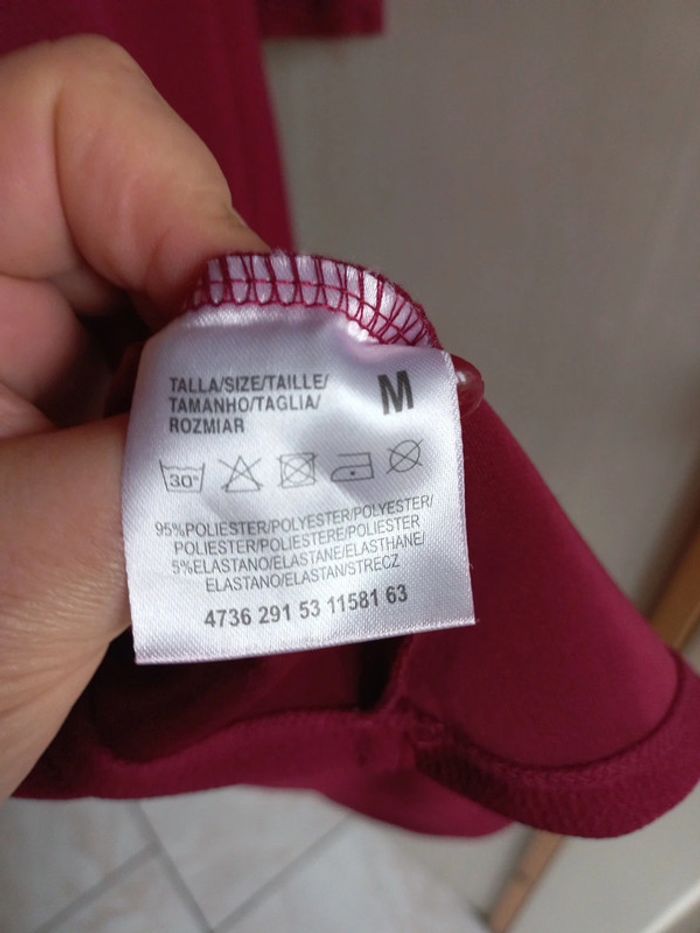 TALLA/SIZE/TAILLE/
TAMANHO/TAGLIA/
ROZMIAR
M
30°
95%POLIESTER/POLYESTER/POLYESTER/
POLIESTER/POLIESTERE/POLIESTER
5%ELASTANO/ELASTANE/ELASTHANE/
ELASTANO/ELASTAN/STRECZ
4736 291 53 11581 63